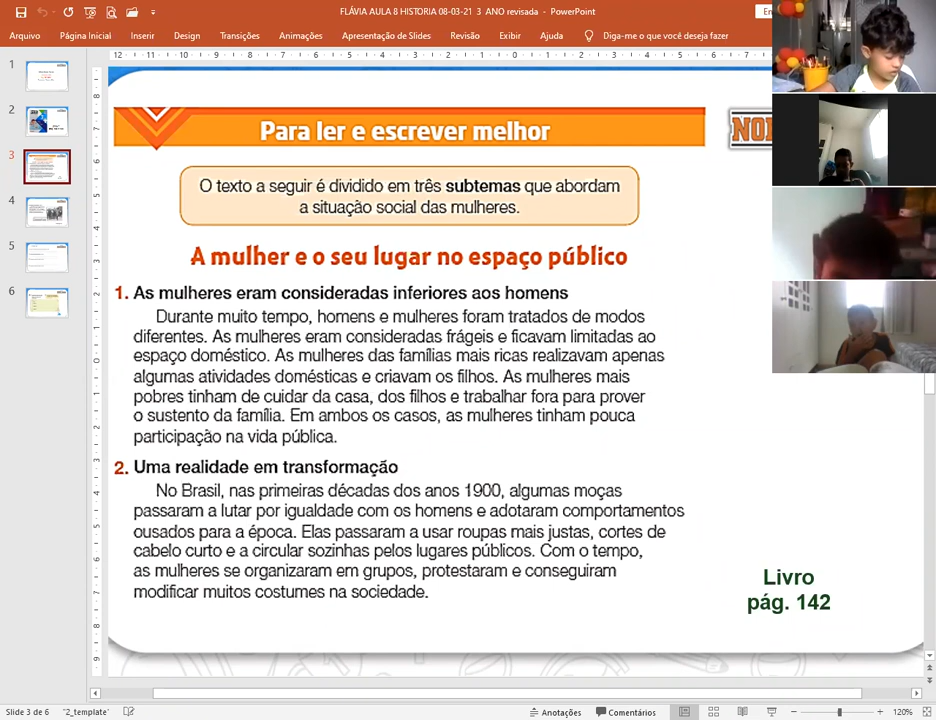 FLÁVIA AULA 8 HISTORIA 08-03-21 3 ANO revisada - PowerPoint
Arquivo Página Inicial Inserir Design Transições Animações Apresentação de Slides Revisão Exibir Ajuda Diga-me o que você deseja fazer
Para ler e escrever melhor
O texto a seguir é dividido em três subtemas que abordam
a situação social das mulheres.
A mulher e o seu lugar no espaço público
1. As mulheres eram consideradas inferiores aos homens
Durante muito tempo, homens e mulheres foram tratados de modos
diferentes. As mulheres eram consideradas frágeis e ficavam limitadas ao
espaço doméstico. As mulheres das famílias mais ricas realizavam apenas
algumas atividades domésticas e criavam os filhos. As mulheres mais
pobres tinham de cuidar da casa, dos filhos e trabalhar fora para prover
o sustento da família. Em ambos os casos, as mulheres tinham pouca
participação na vida pública.
2. Uma realidade em transformação
No Brasil, nas primeiras décadas dos anos 1900, algumas moças
passaram a lutar por igualdade com os homens e adotaram comportamentos
ousados para a época. Elas passaram a usar roupas mais justas, cortes de
cabelo curto e a circular sozinhas pelos lugares públicos. Com o tempo,
as mulheres se organizaram em grupos, protestaram e conseguiram
modificar muitos costumes na sociedade.
Livro
pág. 142
1
2
3
4
5
6
Slide 3 de 6 "2_template" Anotações Comentários 120%